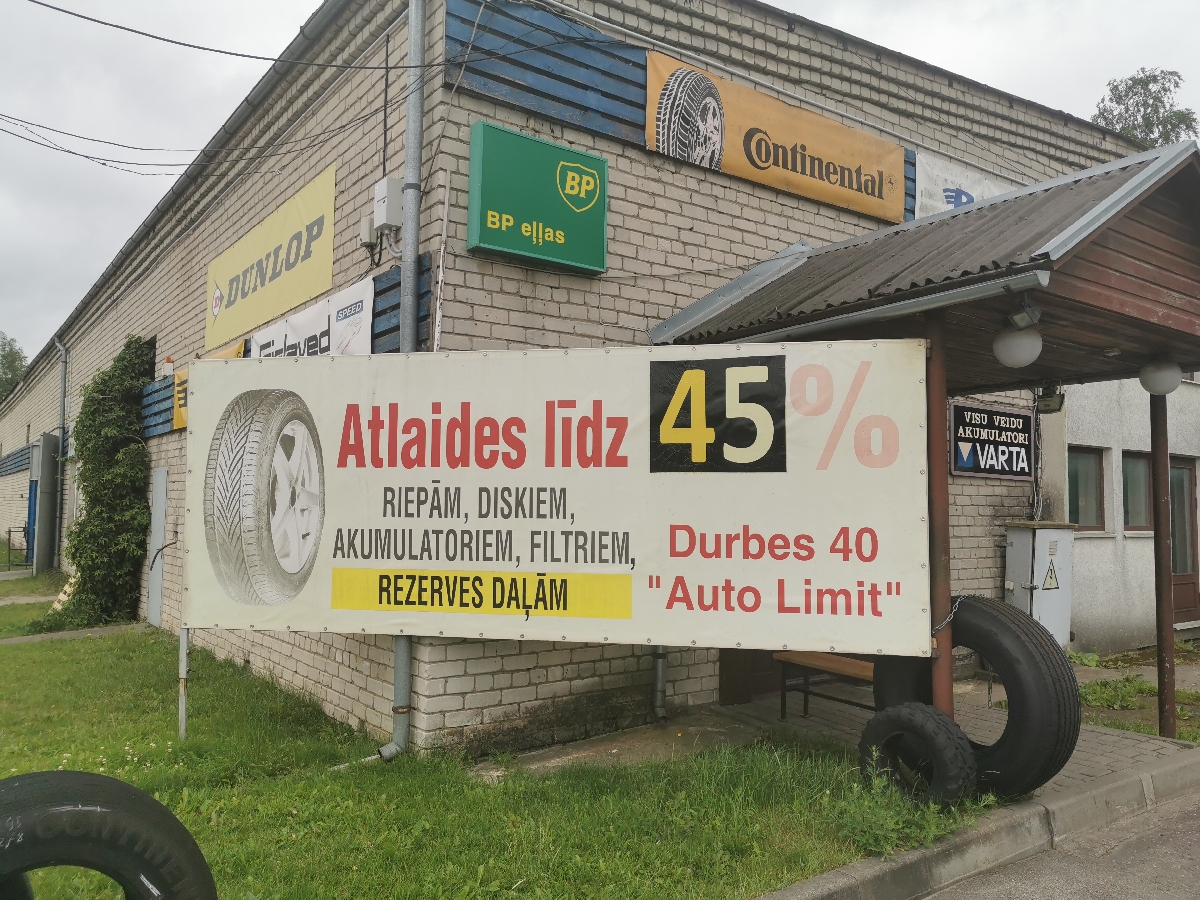 Continental
BP
BP eļļas
DUNLOP
SPEED
Atlaides līdz 45%
RIEPĀM, DISKIEM,
AKUMULATORIEM, FILTRIEM,
REZERVES DAĻĀM
Durbes 40
"Auto Limit"
VISU VEIDU
AKUMULATORI
VARTA